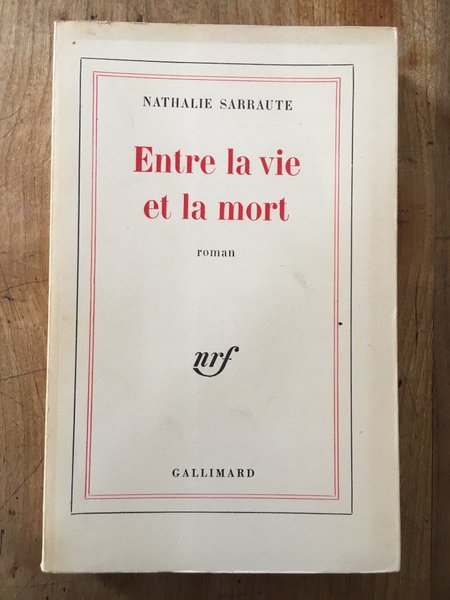 NATHALIE SARRAUTE
Entre la vie
et la mort
roman
nrf
GALLIMARD